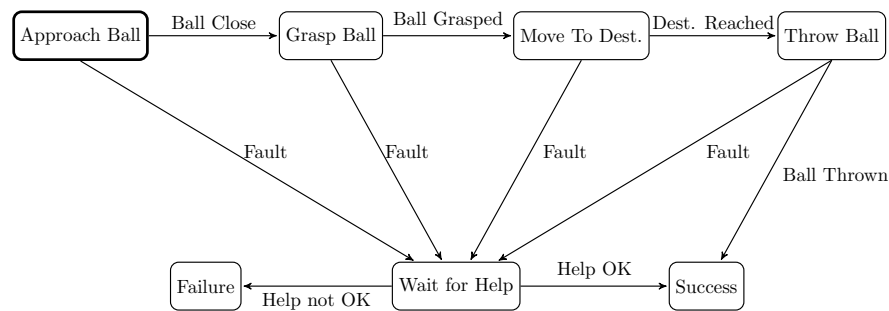 Approach Ball
Ball Close
Grasp Ball
Ball Grasped
Move To Dest.
Dest. Reached
Throw Ball
Fault
Fault
Fault
Fault
Ball Thrown
Failure
Help not OK
Wait for Help
Help OK
Success